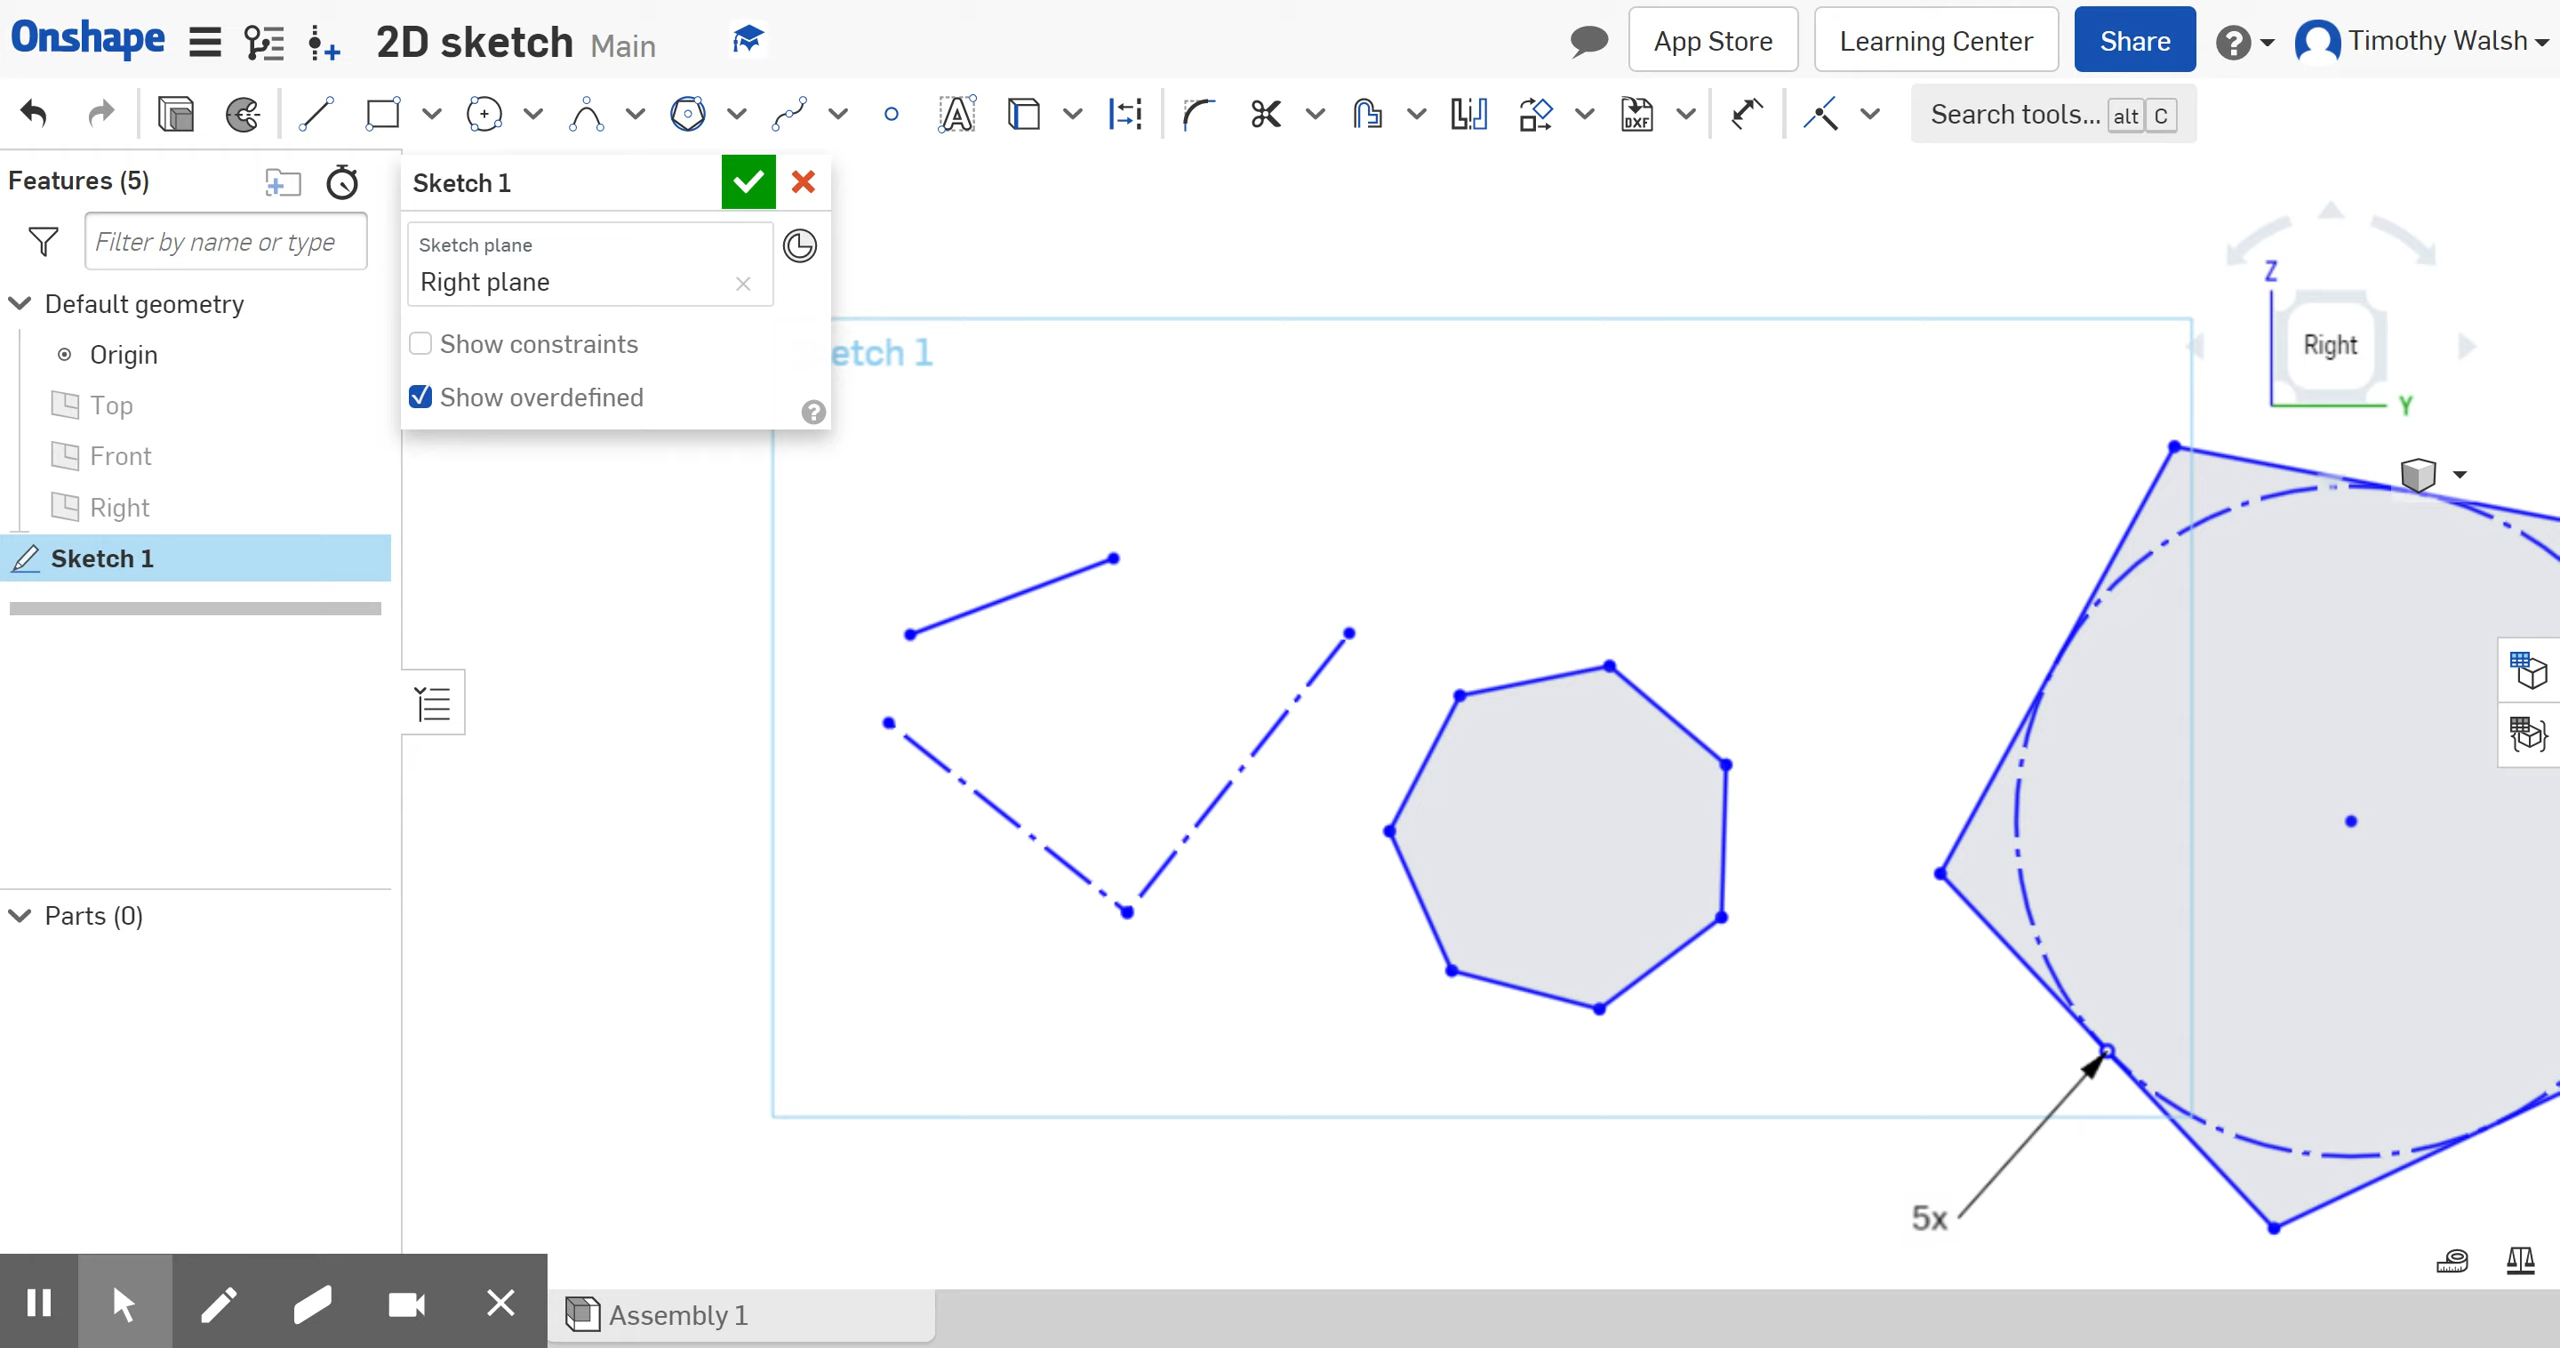 Onshape 2D sketch Main App Store Learning Center Share Timothy Walsh
DXF Search tools... alt C
Features (5)
Filter by name or type
Default geometry
Origin
Top
Front
Right
Sketch 1
Parts (0)
Sketch 1
Sketch plane
Right plane
Show constraints
Show overdefined
etch 1
Z
Right
Y
5x
Assembly 1